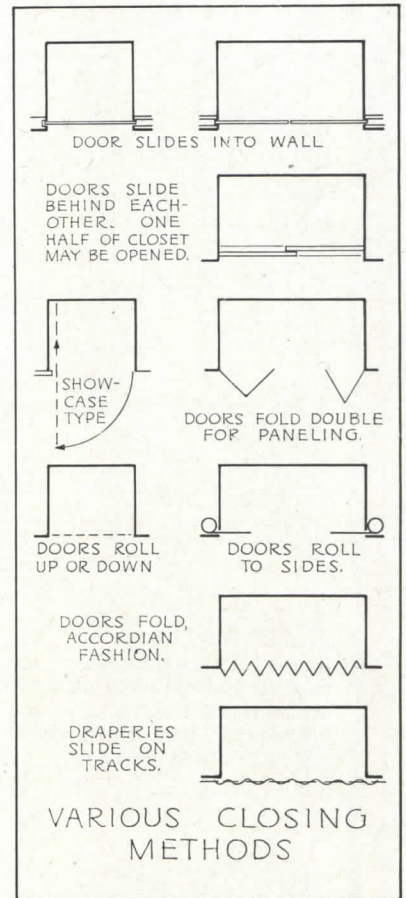 DOOR SLIDES INTO WALL
DOORS SLIDE
BEHIND EACH-
OTHER. ONE
HALF OF CLOSET
MAY BE OPENED.
SHOW-
CASE
TYPE
DOORS FOLD DOUBLE
FOR PANELING.
DOORS ROLL
UP OR DOWN
DOORS ROLL
TO SIDES.
DOORS FOLD,
ACCORDIAN
FASHION.
DRAPERIES
SLIDE ON
TRACKS.
VARIOUS CLOSING
METHODS